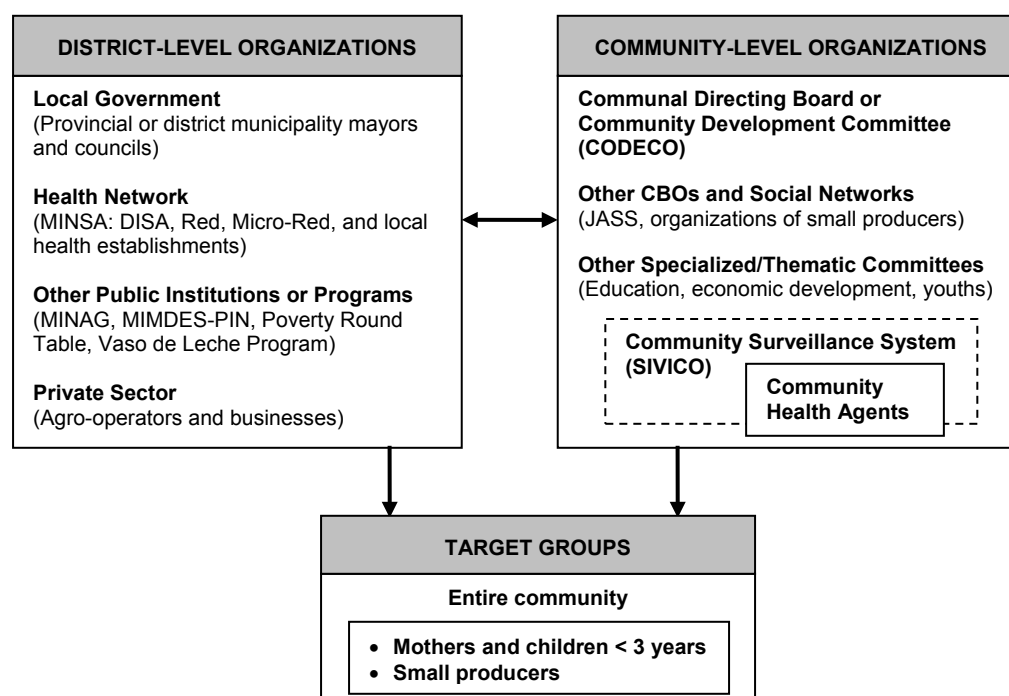 DISTRICT-LEVEL ORGANIZATIONS
Local Government
(Provincial or district municipality mayors
and councils)
Health Network
(MINSA: DISA, Red, Micro-Red, and local
health establishments)
Other Public Institutions or Programs
(MINAG, MIMDES-PIN, Poverty Round
Table, Vaso de Leche Program)
Private Sector
(Agro-operators and businesses)
COMMUNITY-LEVEL ORGANIZATIONS
Communal Directing Board or
Community Development Committee
(CODECO)
Other CBOs and Social Networks
(JASS, organizations of small producers)
Other Specialized/Thematic Committees
(Education, economic development, youths)
Community Surveillance System
(SIVICO)
Community
Health Agents
TARGET GROUPS
Entire community
• Mothers and children < 3 years
• Small producers